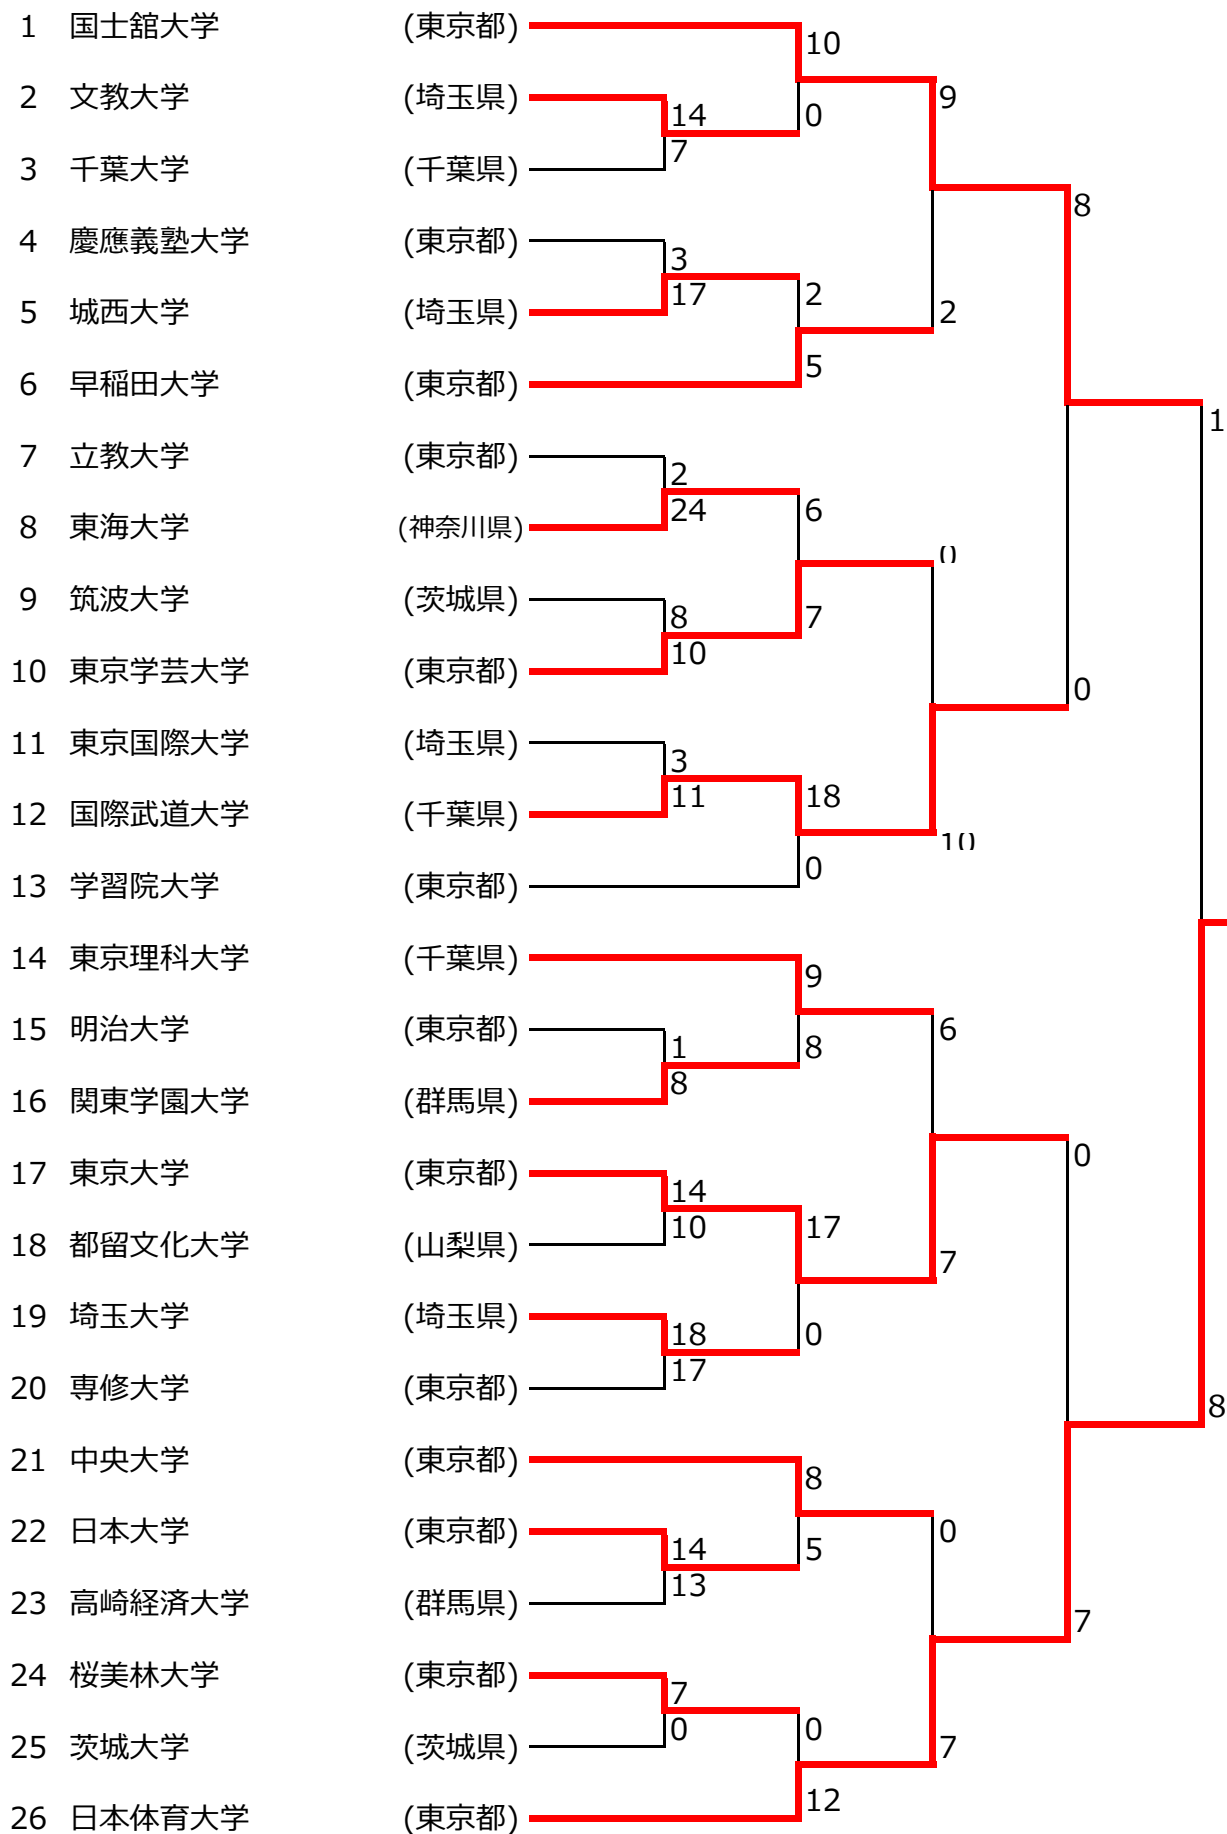 1 国士舘大学 (東京都)
10
2 文教大学 (埼玉県)
9
14
0
7
3 千葉大学 (千葉県)
8
4 慶應義塾大学 (東京都)
3
17
2
5 城西大学 (埼玉県)
2
5
6 早稲田大学 (東京都)
1
7 立教大学 (東京都)
2
24
6
8 東海大学 (神奈川県)
0
9 筑波大学 (茨城県)
8
7
10
10 東京学芸大学 (東京都)
0
11 東京国際大学 (埼玉県)
3
11
18
12 国際武道大学 (千葉県)
10
0
13 学習院大学 (東京都)
14 東京理科大学 (千葉県)
9
15 明治大学 (東京都)
6
1
8
8
16 関東学園大学 (群馬県)
0
17 東京大学 (東京都)
14
10
17
18 都留文化大学 (山梨県)
7
19 埼玉大学 (埼玉県)
18
0
17
20 専修大学 (東京都)
8
21 中央大学 (東京都)
8
22 日本大学 (東京都)
0
14
5
13
23 高崎経済大学 (群馬県)
7
24 桜美林大学 (東京都)
7
0
0
25 茨城大学 (茨城県)
7
12
26 日本体育大学 (東京都)